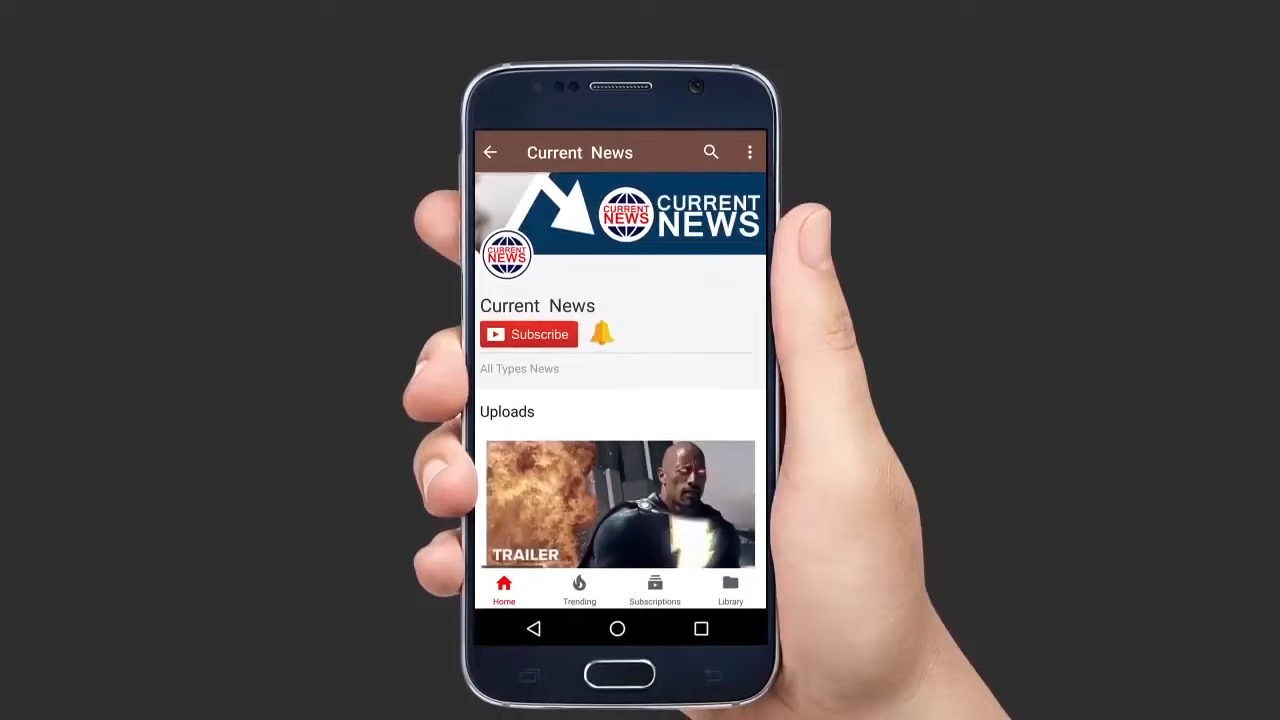 Current News
CURRENT
NEWS
CURRENT
NEWS
CURRENT
NEWS
Current News
Subscribe
All Types News
Uploads
TRAILER
Home
Trending
Subscriptions
Library